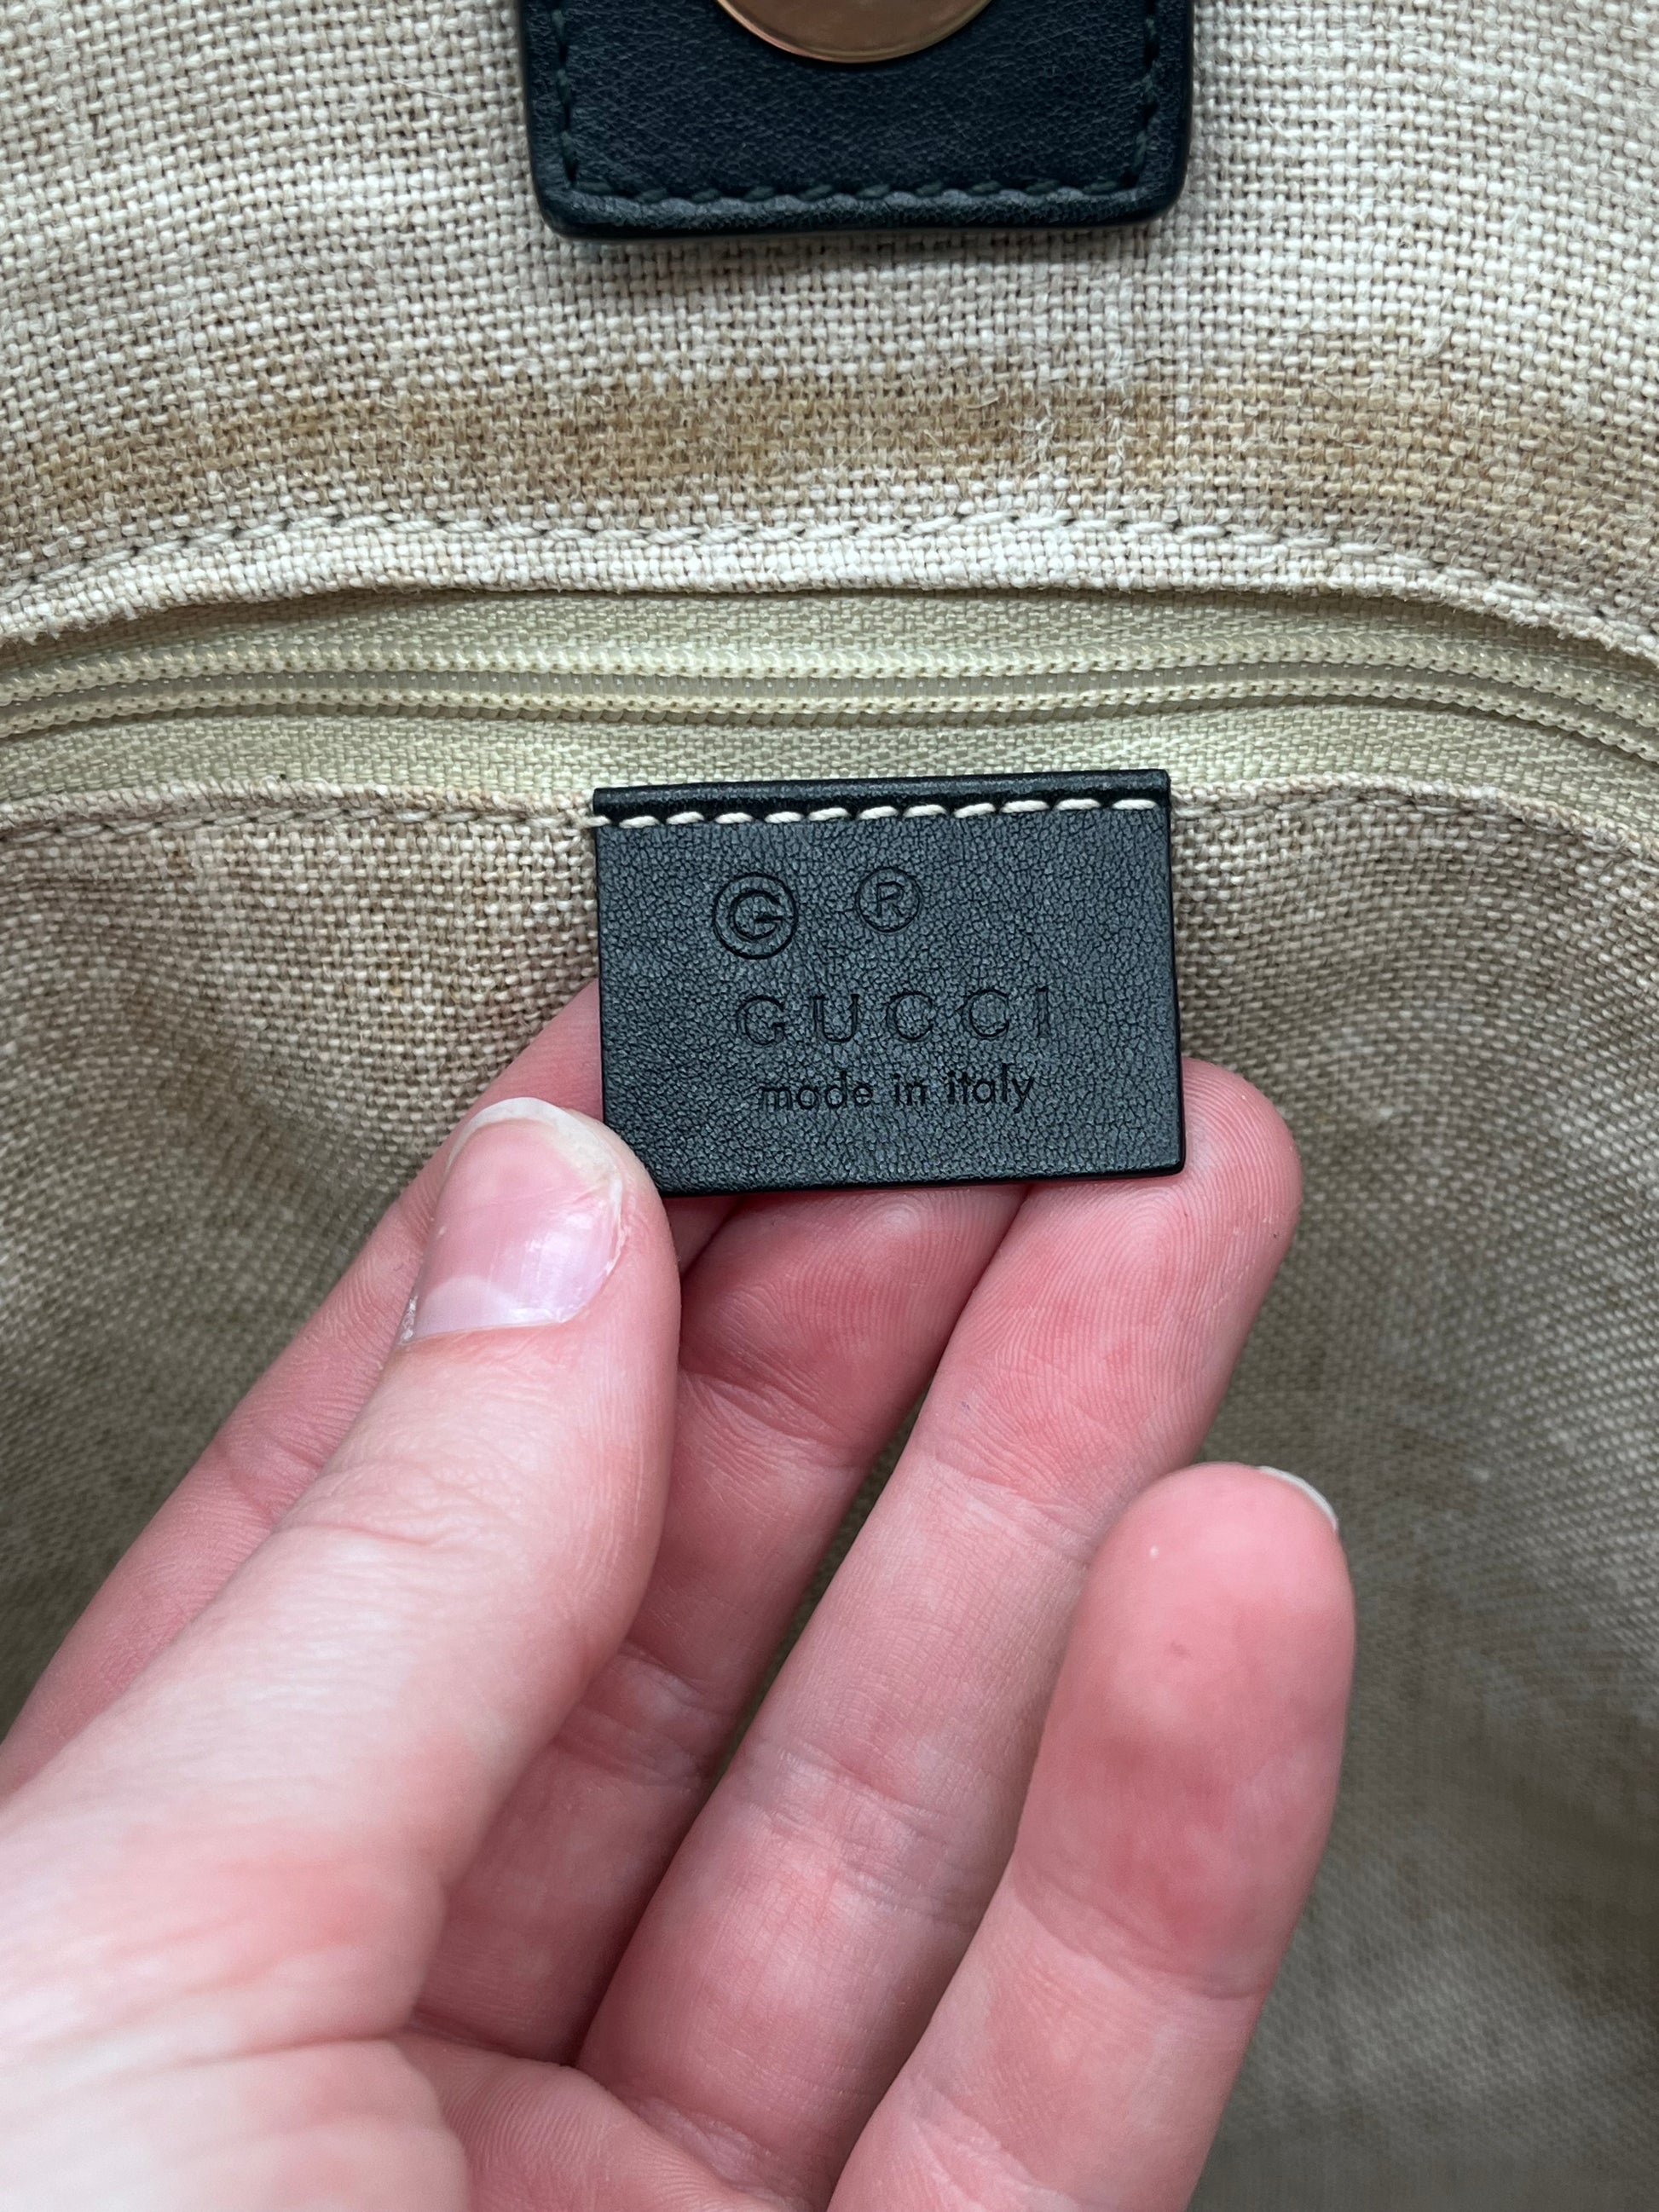 Ⓖ ®
GUCCI
made in italy